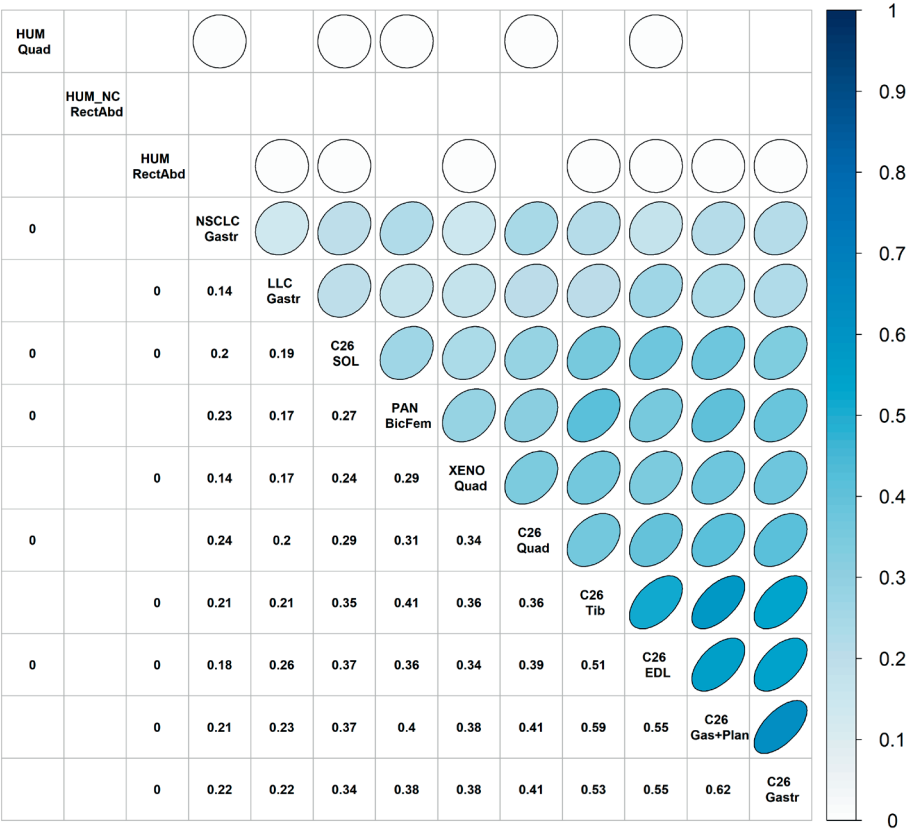 HUM
Quad
HUM_NC
RectAbd
HUM
RectAbd
0 NSCLC
Gastr
0 0.14 LLC
Gastr
0 0 0.2 0.19 C26
SOL
0 0.23 0.17 0.27 PAN
BicFem
0 0.14 0.17 0.24 0.29 XENO
Quad
0 0.24 0.2 0.29 0.31 0.34 C26
Quad
0 0.21 0.21 0.35 0.41 0.36 0.36 C26
Tib
0 0 0.18 0.26 0.37 0.36 0.34 0.39 0.51 C26
EDL
0 0.21 0.23 0.37 0.4 0.38 0.41 0.59 0.55 C26
Gas+Plan
0 0.22 0.22 0.34 0.38 0.38 0.41 0.53 0.55 0.62 C26
Gastr
1
0.9
0.8
0.7
0.6
0.5
0.4
0.3
0.2
0.1
0